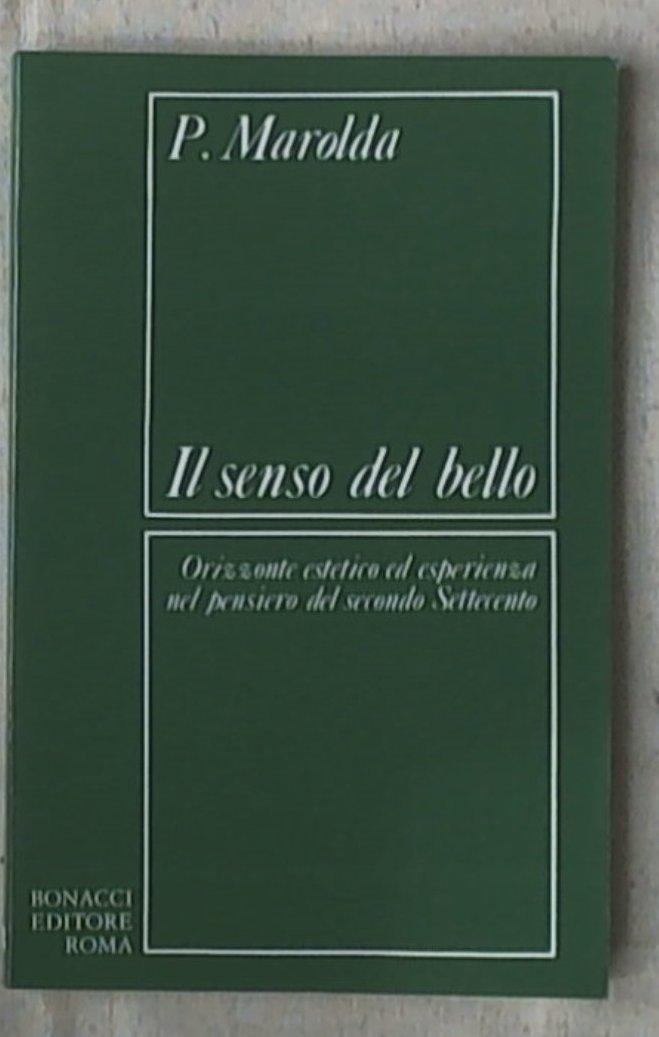 P. Marolda
Il senso del bello
Orizzonte estetico ed esperienza
nel pensiero del secondo Settecento
BONACCI
EDITORE
ROMA